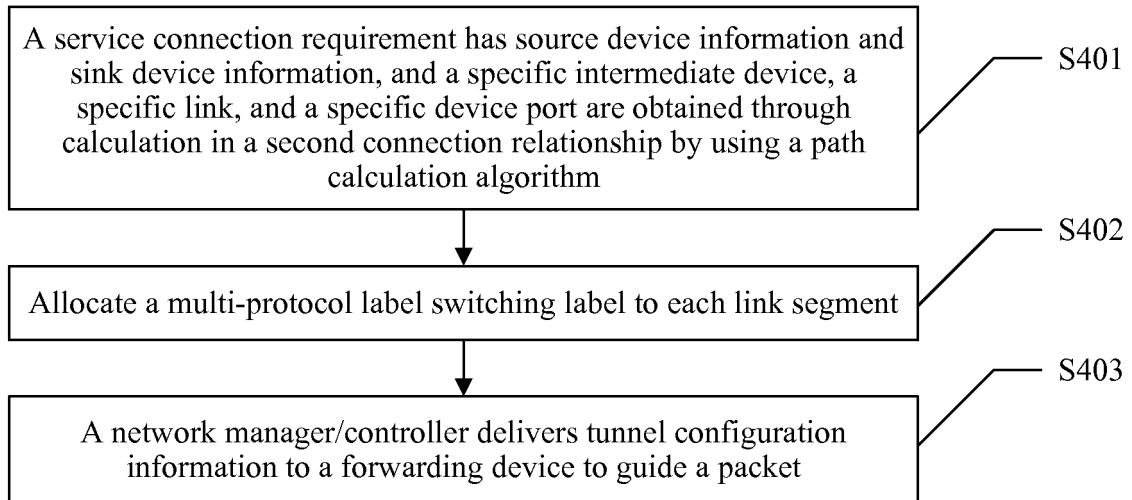 A service connection requirement has source device information and
sink device information, and a specific intermediate device, a
specific link, and a specific device port are obtained through
calculation in a second connection relationship by using a path
calculation algorithm
S401
Allocate a multi-protocol label switching label to each link segment
S402
A network manager/controller delivers tunnel configuration
information to a forwarding device to guide a packet
S403